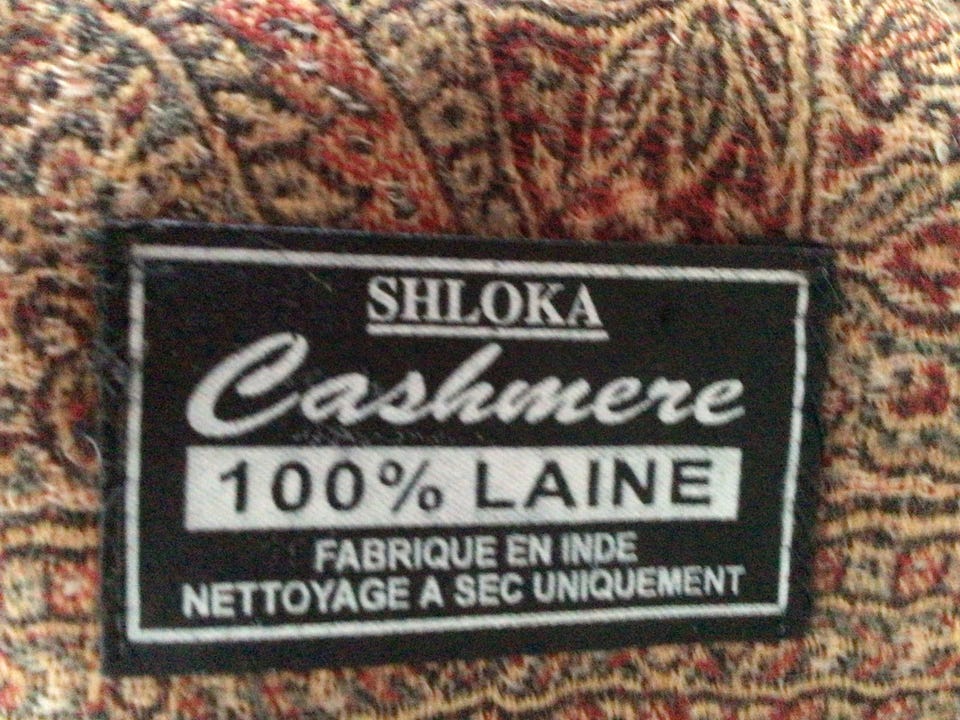 SHLOKA
Cashmere
100% LAINE
FABRIQUE EN INDE
NETTOYAGE A SEC UNIQUEMENT